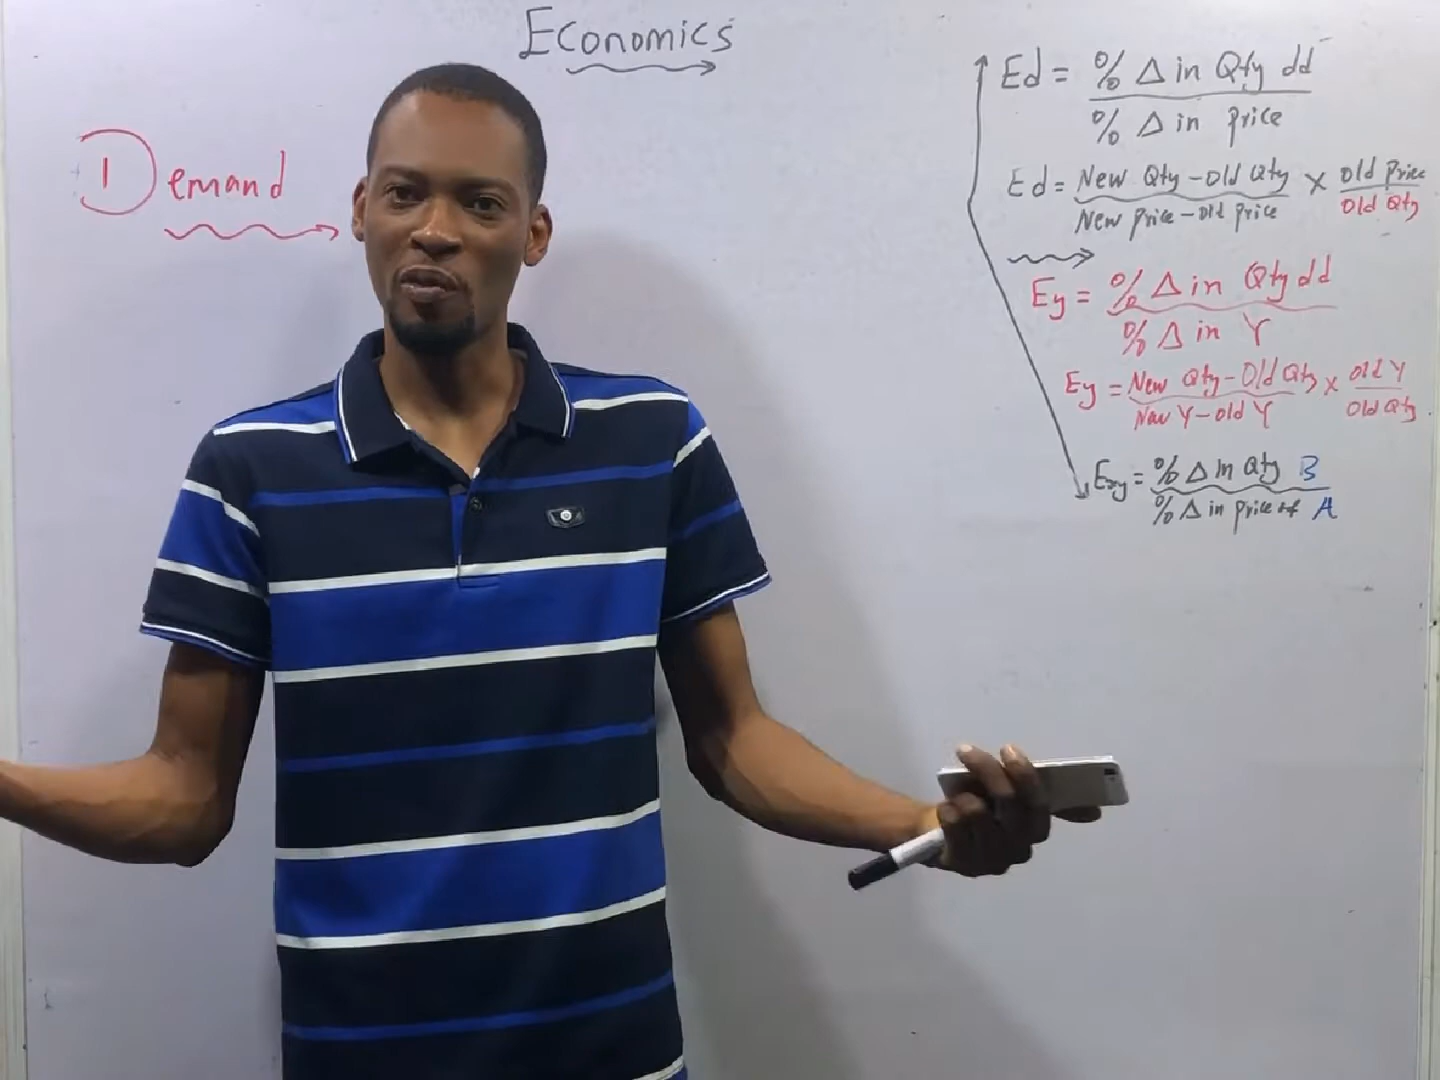 Economics
Demand
Ed = % Δ in Qty dd
% Δ in price
Ed = New Qty - Old Qty × Old Price
New price - Old price Old Qty
Ey = % Δ in Qty dd
% Δ in Y
Ey = New Qty - Old Qty × Old Y
New Y - Old Y Old Qty
Exy = % Δ in Qty B
% Δ in price of A